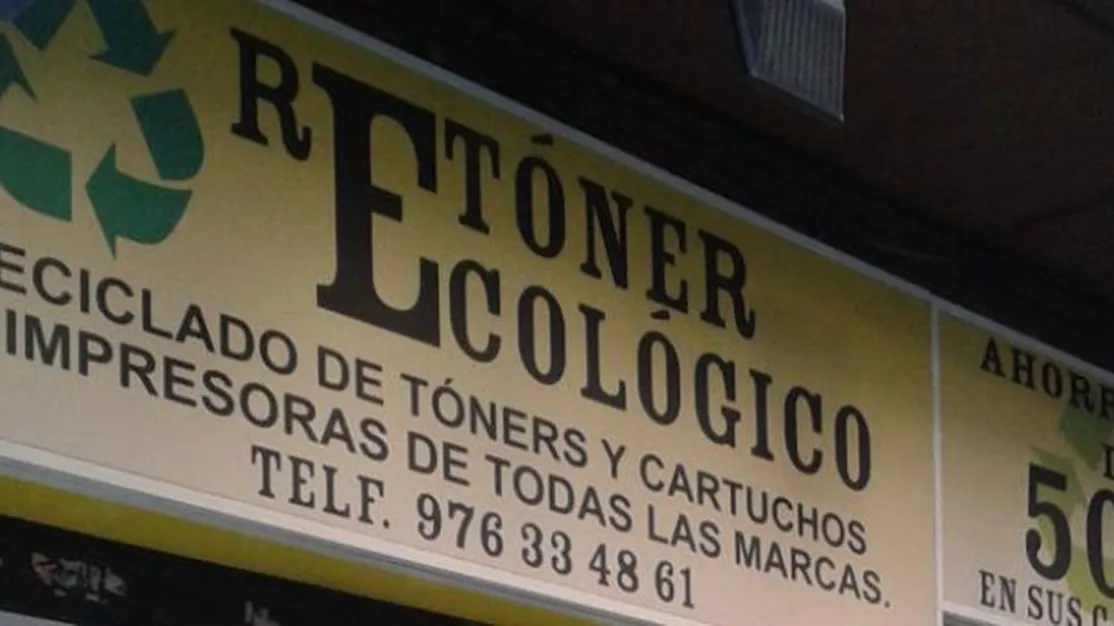 RETÓNER
ECOLÓGICO
ECICLADO DE TÓNERS Y CARTUCHOS
IMPRESORAS DE TODAS LAS MARCAS.
TELF. 976 33 48 61
AHORR
50
EN SUS C